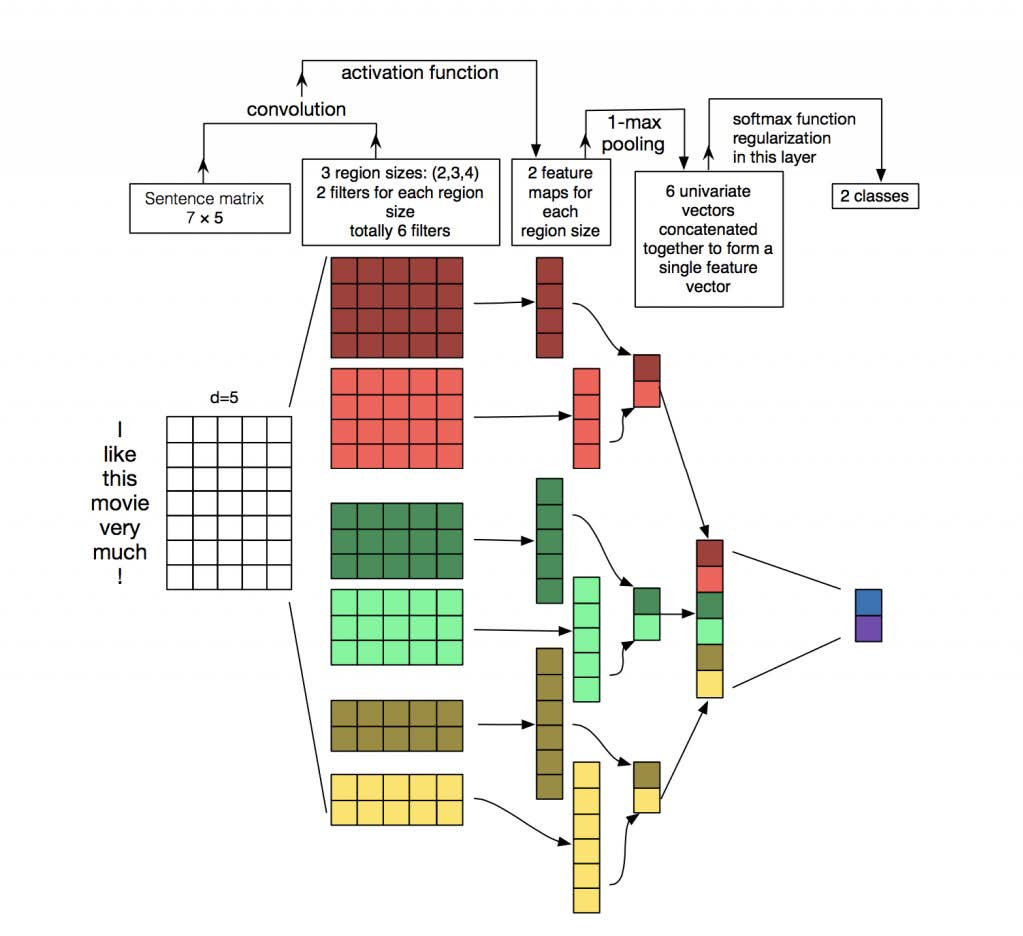 activation function
convolution
1-max
pooling
softmax function
regularization
in this layer
Sentence matrix
7 × 5
3 region sizes: (2,3,4)
2 filters for each region
size
totally 6 filters
2 feature
maps for
each
region size
6 univariate
vectors
concatenated
together to form a
single feature
vector
2 classes
d=5
I
like
this
movie
very
much
!